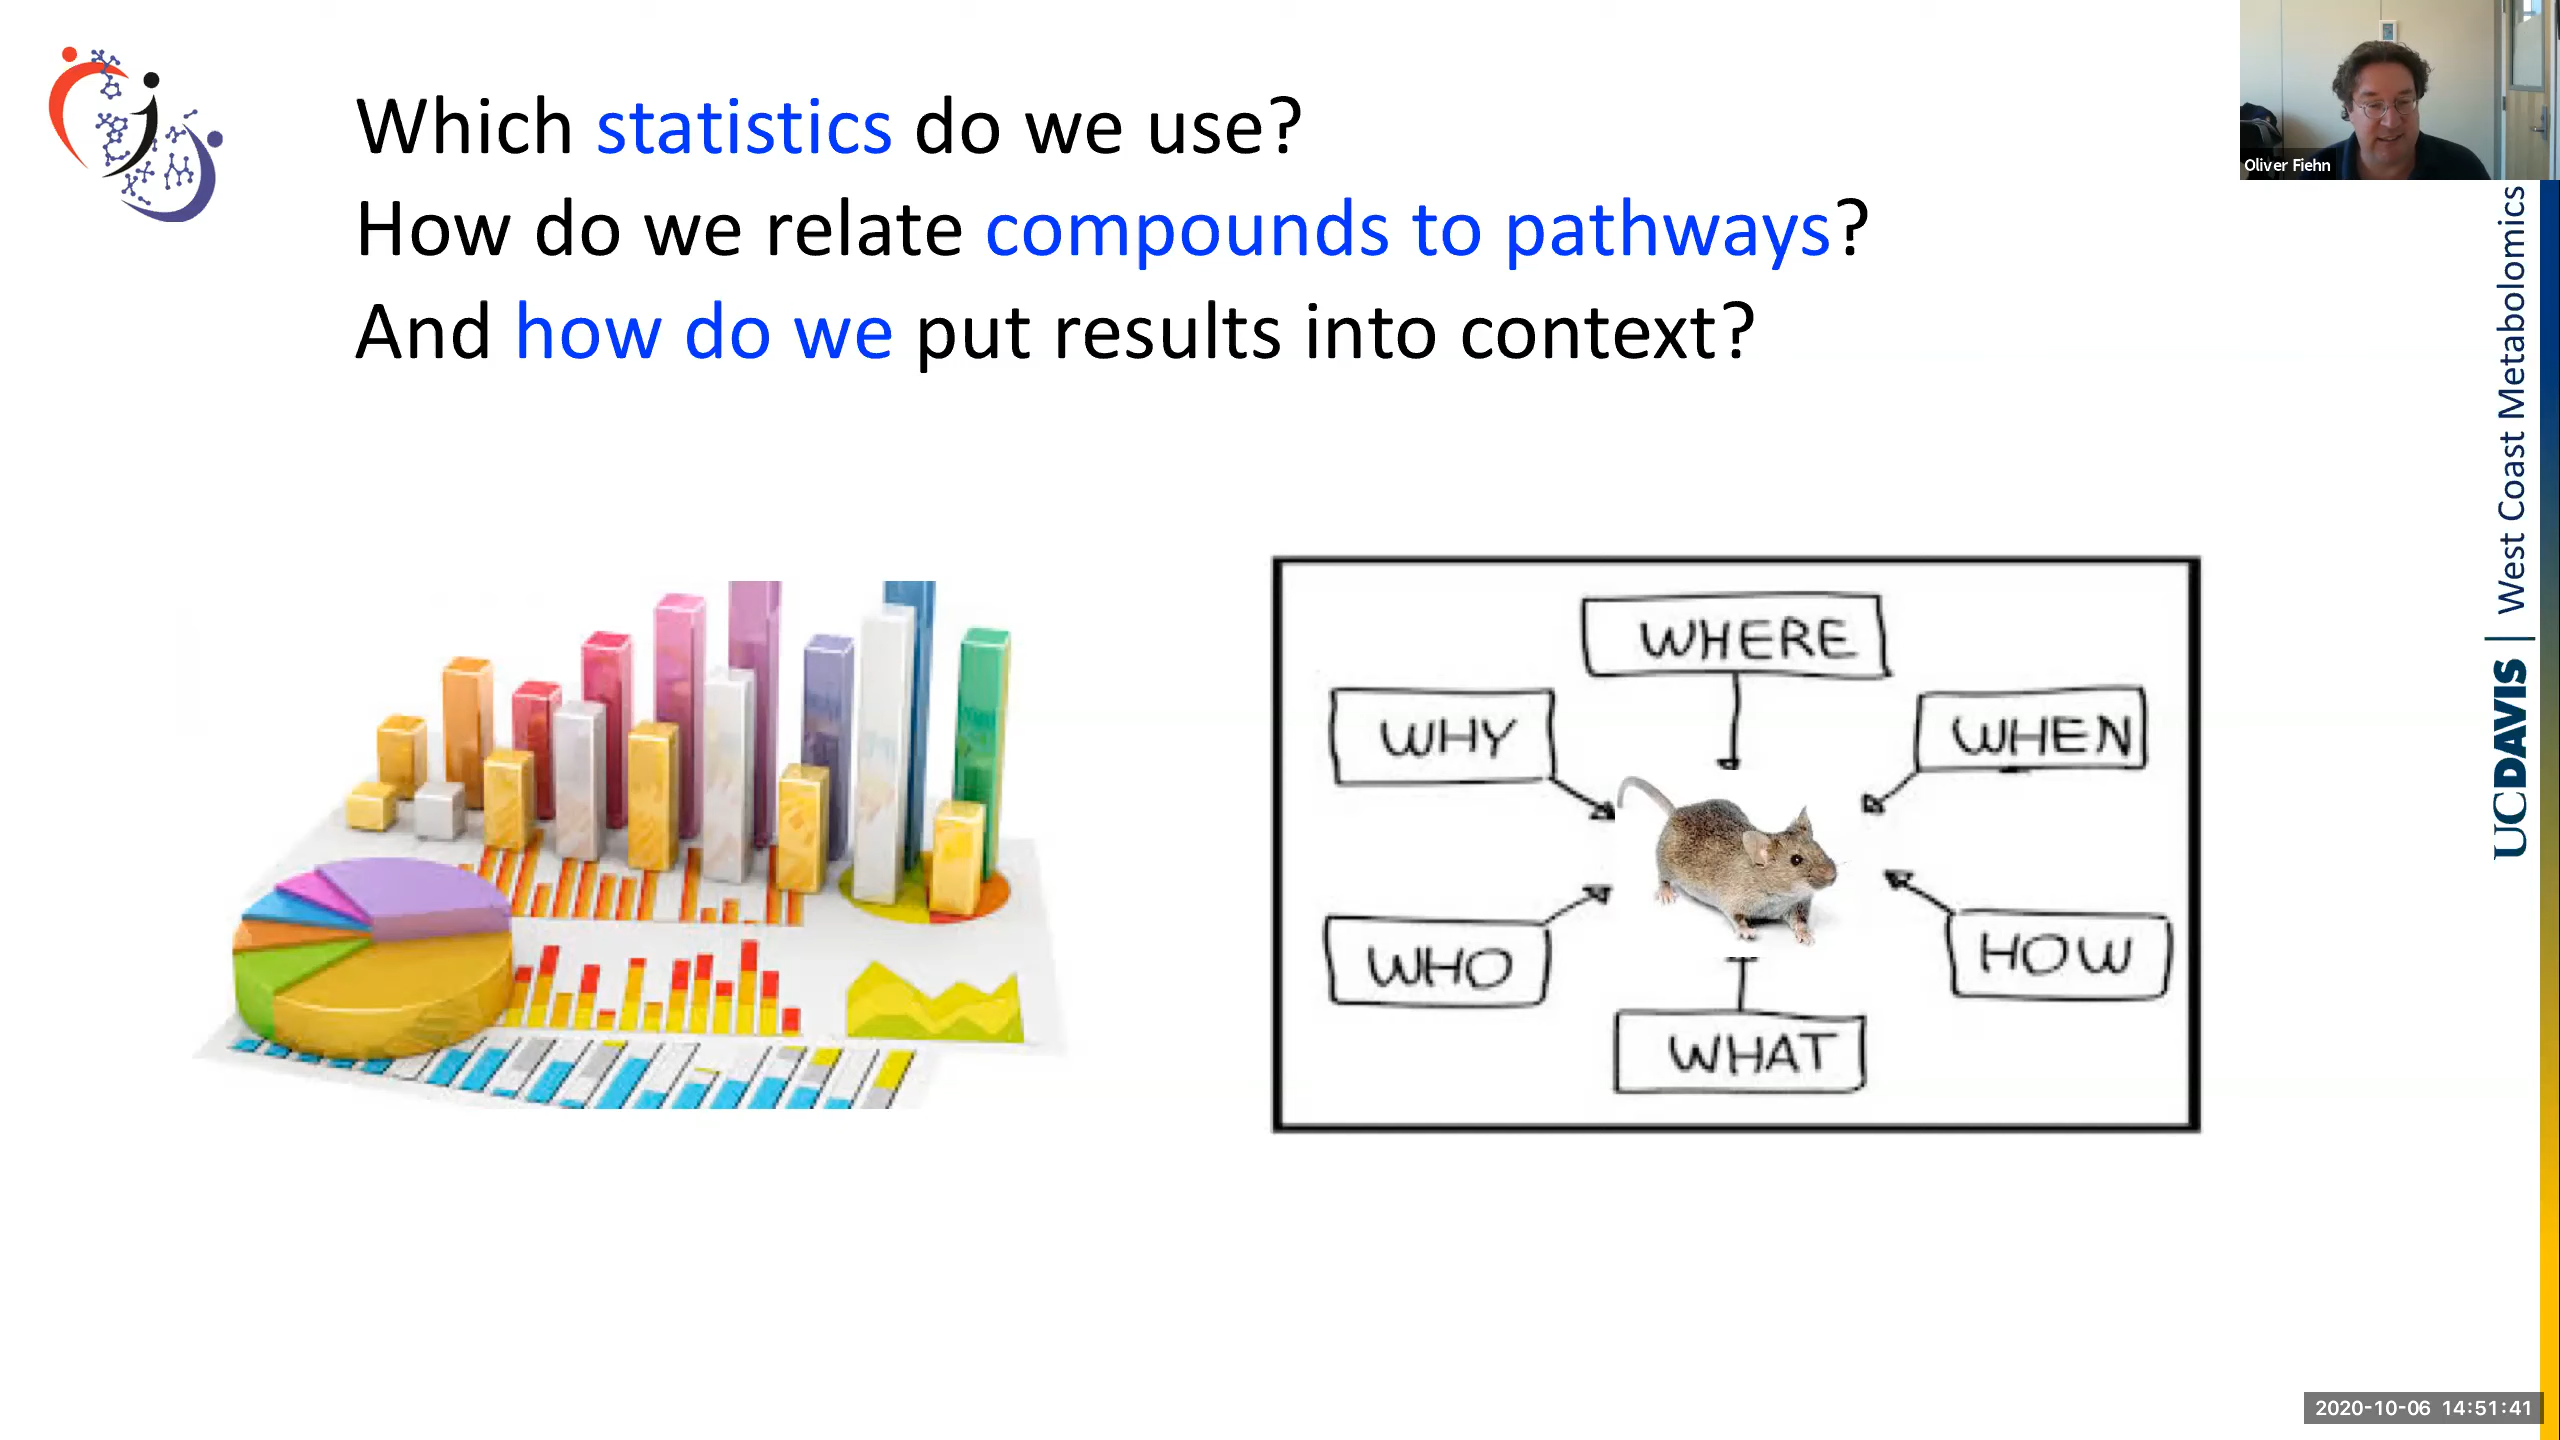 Which statistics do we use?
How do we relate compounds to pathways?
And how do we put results into context?
Oliver Fiehn
WHERE
WHY
WHEN
WHO
HOW
WHAT
UCDAVIS | West Coast Metabolomics
2020-10-06 14:51:41